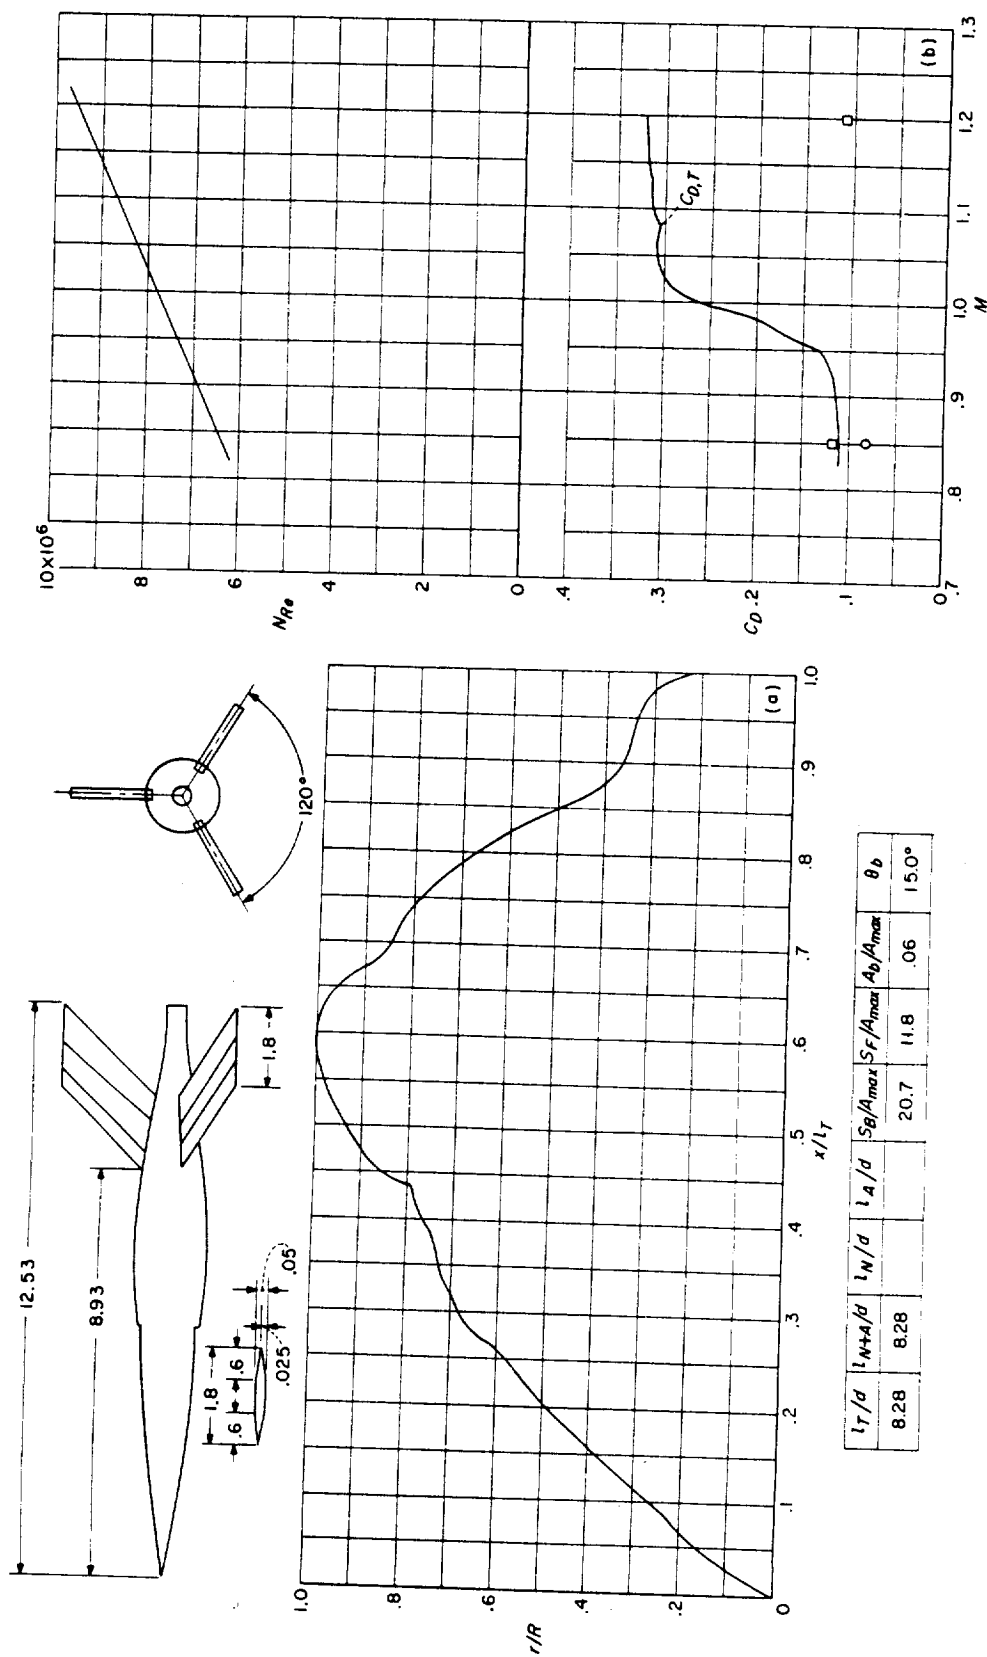 12.53
8.93
1.8
.6 .6
.025
.05
1.8
120°
1.0
.8
.6
.4
.2
0
r/R
.1 .2 .3 .4 .5 .6 .7 .8 .9 1.0
x/l_T
(a)
l_T/d l_N+A/d l_N/d l_A/d S_B/A_max S_F/A_max A_b/A_max θ_b
8.28 8.28 20.7 11.8 .06 15.0°
10×10⁶
8
6
4
2
0
N_Re
.4
.3
.2
.1
0
C_D
C_D,T
.7 .8 .9 1.0 1.1 1.2 1.3
M
(b)